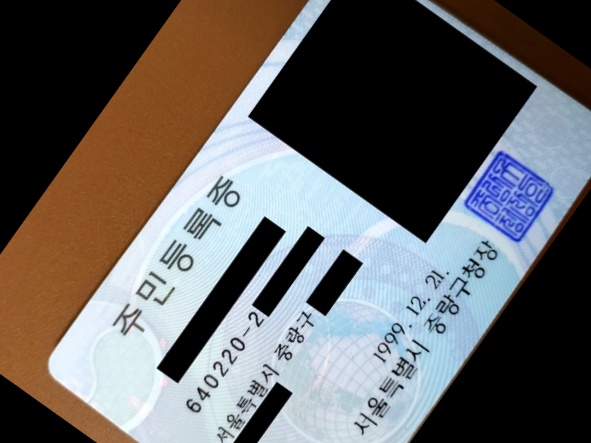 주민등록증
640220-2
서울특별시 중랑구
1999. 12. 21.
서울특별시 중랑구청장